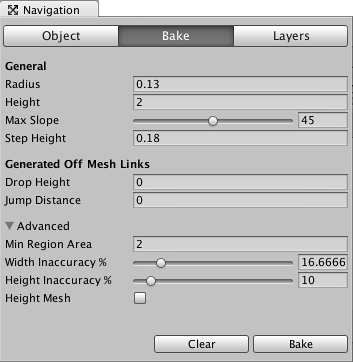 Navigation
Object Bake Layers
General
Radius 0.13
Height 2
Max Slope 45
Step Height 0.18
Generated Off Mesh Links
Drop Height 0
Jump Distance 0
Advanced
Min Region Area 2
Width Inaccuracy % 16.6666
Height Inaccuracy % 10
Height Mesh
Clear Bake